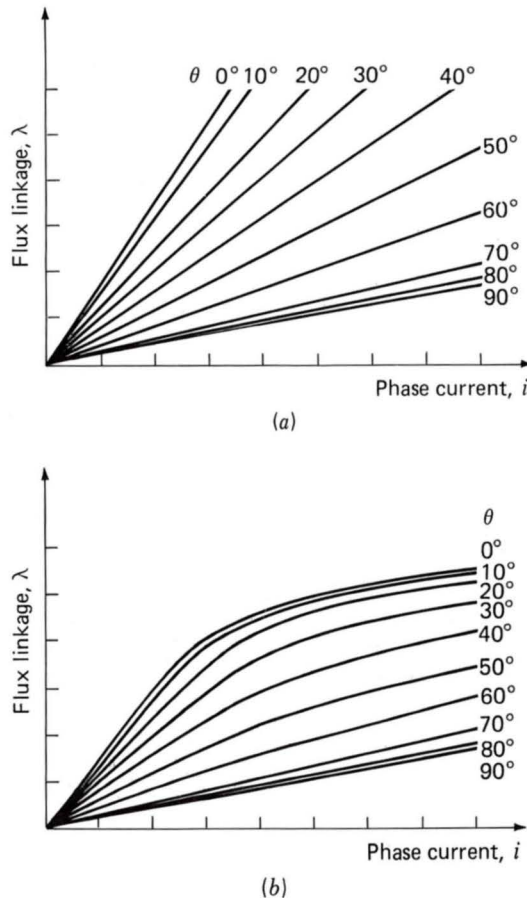 θ 0° 10° 20° 30° 40°
50°
60°
70°
80°
90°
Flux linkage, λ
Phase current, i
(a)
θ
0°
10°
20°
30°
40°
50°
60°
70°
80°
90°
Flux linkage, λ
Phase current, i
(b)